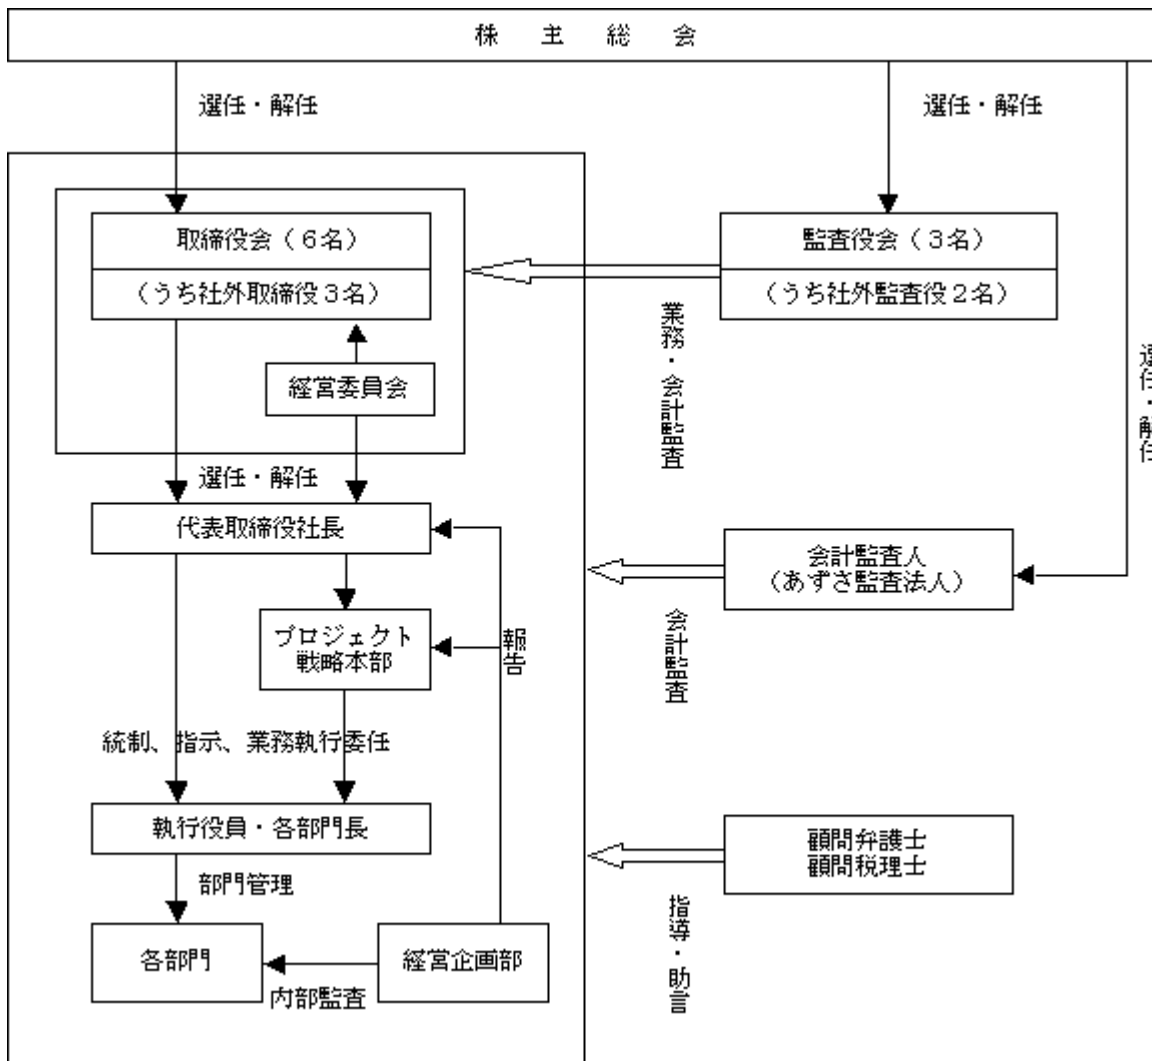 株主総会
選任・解任
選任・解任
取締役会(6名)
(うち社外取締役3名)
監査役会(3名)
(うち社外監査役2名)
業務・会計監査
選任・解任
経営委員会
選任・解任
代表取締役社長
会計監査人
(あずさ監査法人)
会計監査
プロジェクト
戦略本部
報告
統制、指示、業務執行委任
執行役員・各部門長
顧問弁護士
顧問税理士
部門管理
指導・助言
各部門
経営企画部
内部監査